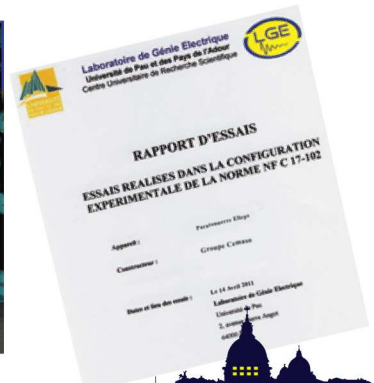 Laboratoire de Génie Electrique
Université de Pau et des Pays de l'Adour
Centre Universitaire de Recherche Scientifique
LGE
RAPPORT D'ESSAIS
ESSAIS REALISES DANS LA CONFIGURATION
EXPERIMENTALE DE LA NORME NF C 17-102
Appareil :
Paratonnerre
Constructeur :
Groupe
Dates et lieu des essais :
Le 14 Avril 2011
Laboratoire de Génie Electrique
Université de Pau
2,
64000